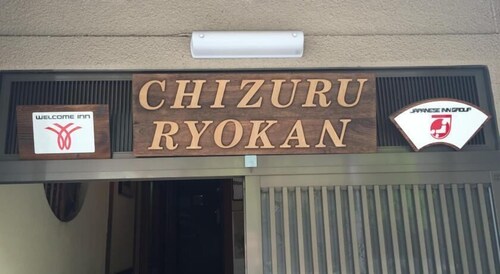 CHIZURU
RYOKAN
WELCOME INN
JAPANESE INN GROUP